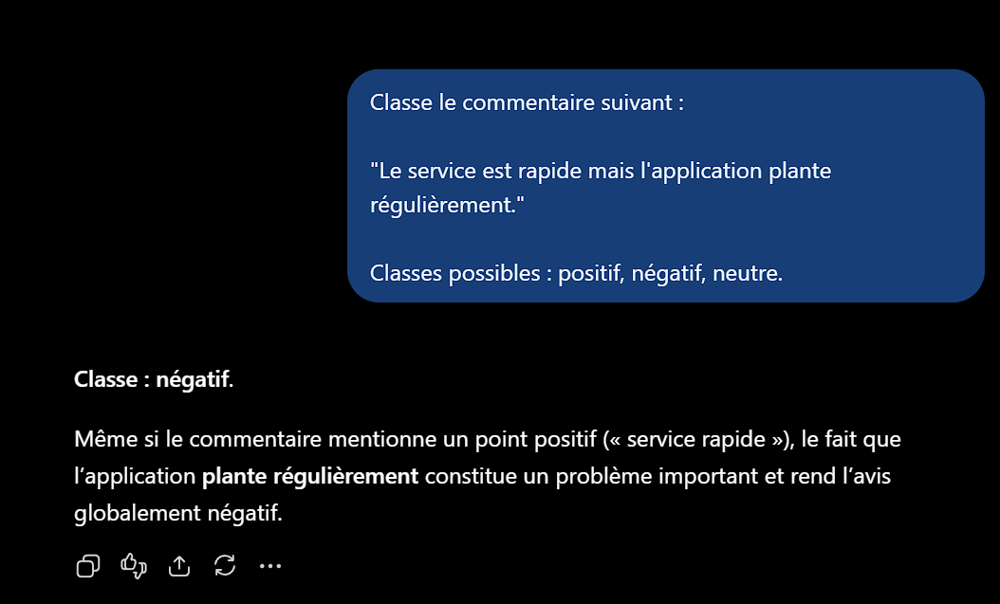 Classe le commentaire suivant :
"Le service est rapide mais l'application plante
régulièrement."
Classes possibles : positif, négatif, neutre.
Classe : négatif.
Même si le commentaire mentionne un point positif (« service rapide »), le fait que
l’application plante régulièrement constitue un problème important et rend l’avis
globalement négatif.